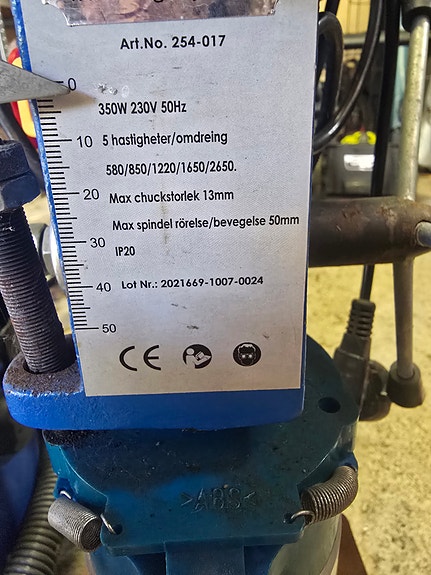 Art.No. 254-017
0
350W 230V 50Hz
10
5 hastigheter/omdreing
580/850/1220/1650/2650.
20
Max chuckstorlek 13mm
Max spindel rörelse/bevegelse 50mm
30
IP20
40
Lot Nr.: 2021669-1007-0024
50
CE
>ABS<